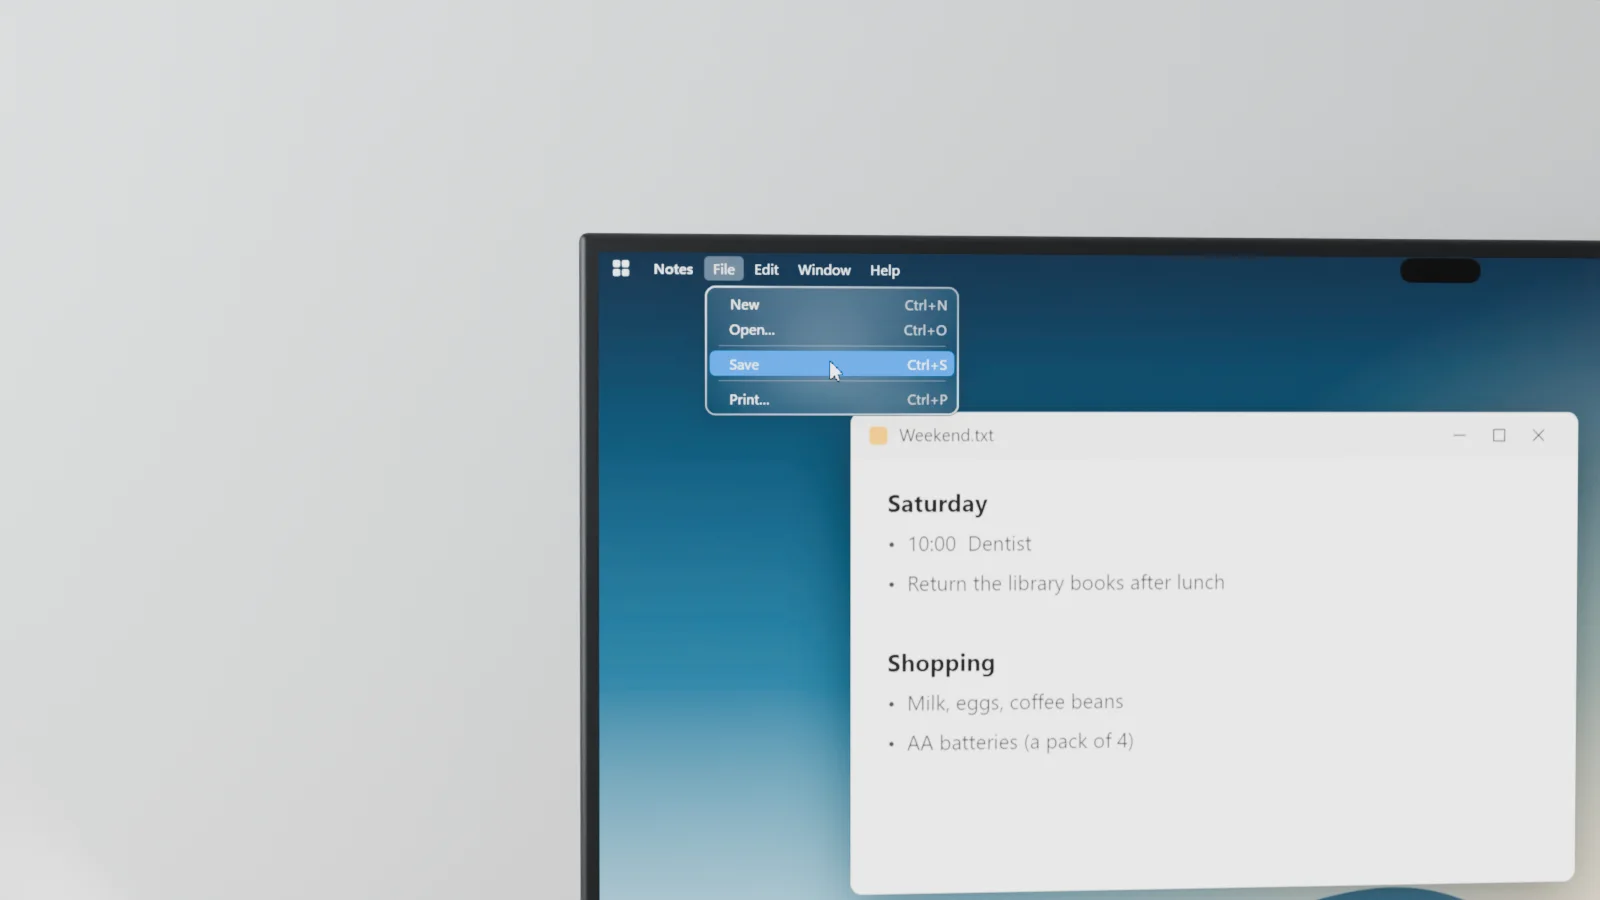 Notes File Edit Window Help
New Ctrl+N
Open... Ctrl+O
Save Ctrl+S
Print... Ctrl+P
Weekend.txt
Saturday
• 10:00 Dentist
• Return the library books after lunch
Shopping
• Milk, eggs, coffee beans
• AA batteries (a pack of 4)